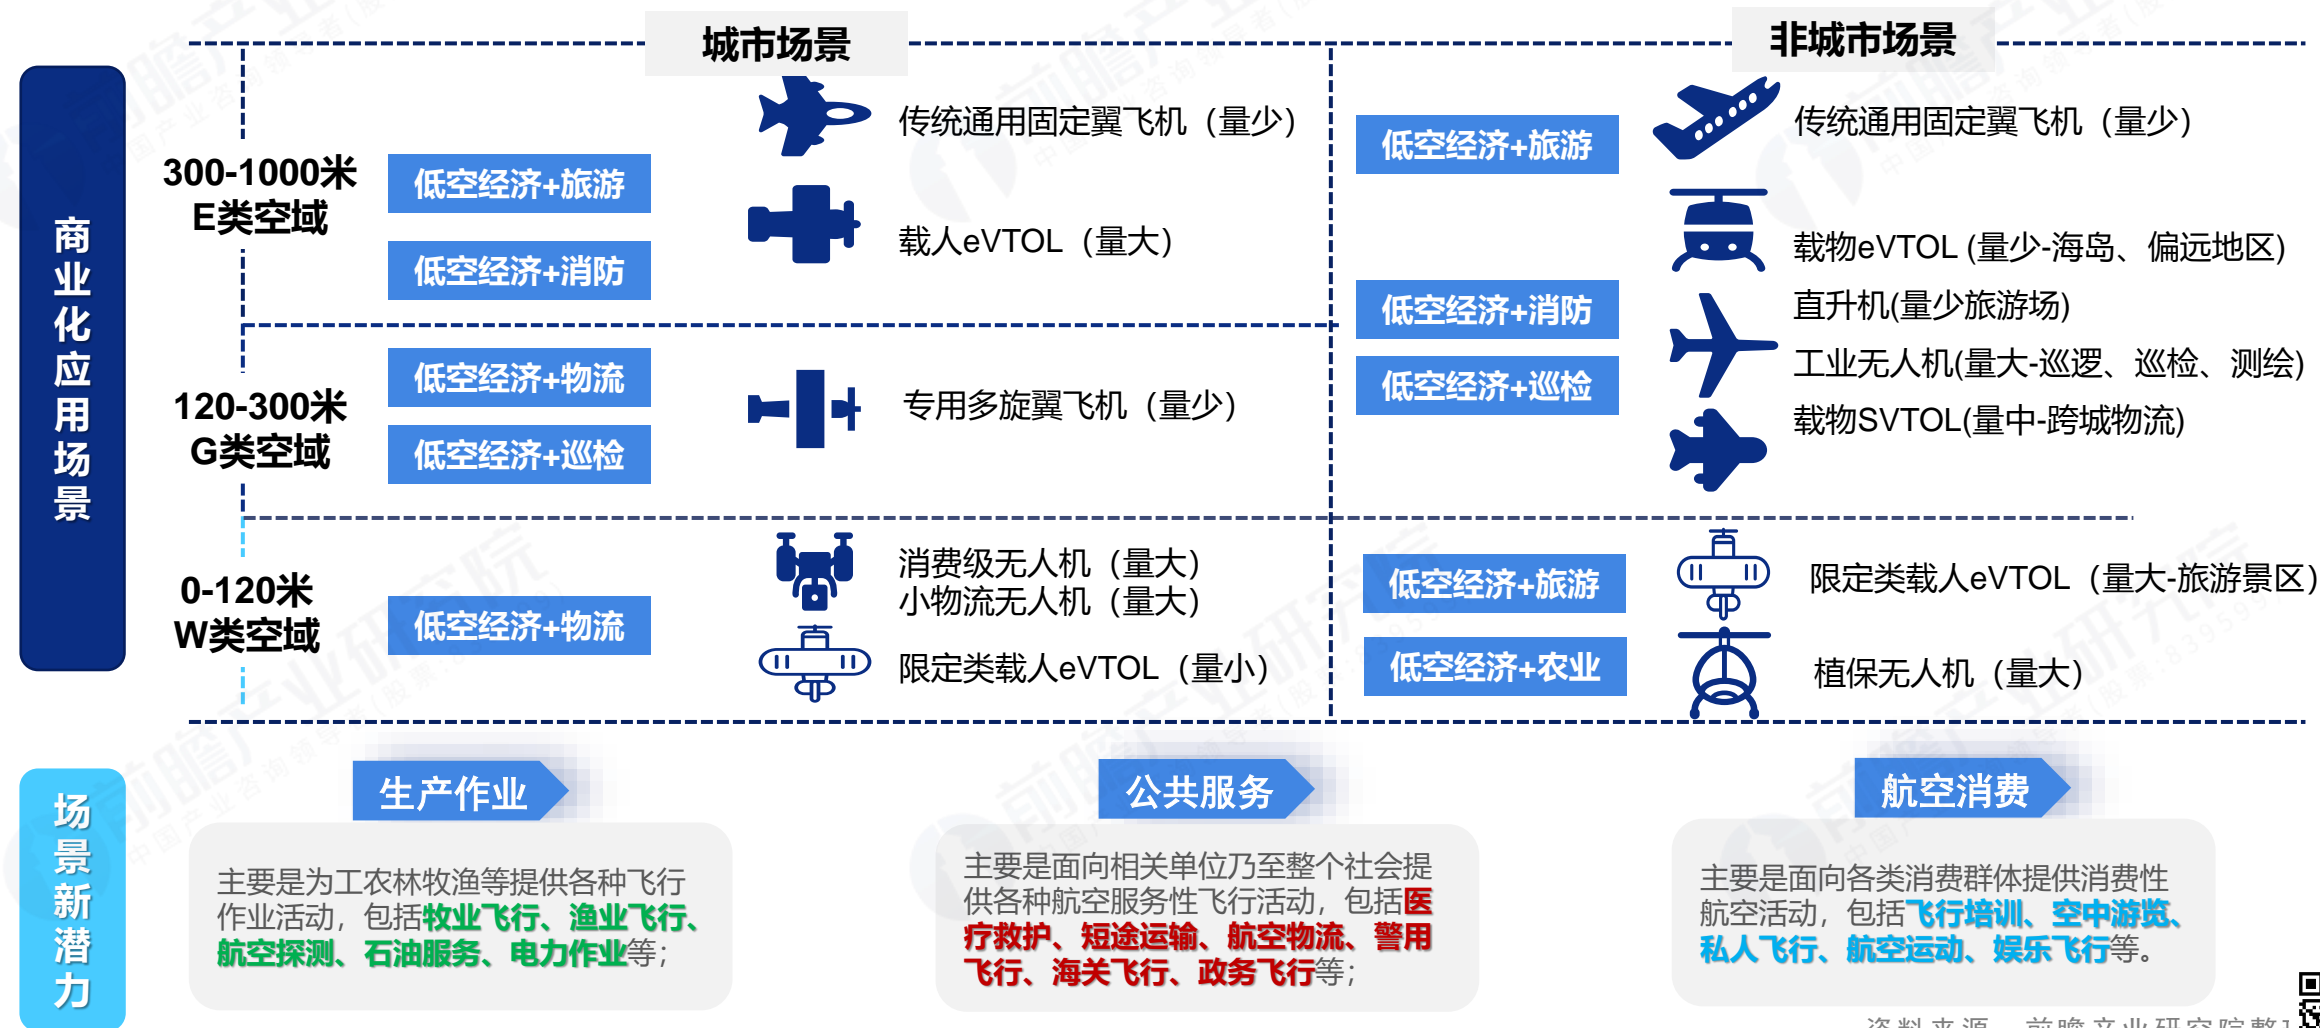 城市场景
非城市场景
商业化应用场景
300-1000米
E类空域
低空经济+旅游
低空经济+消防
传统通用固定翼飞机（量少）
载人eVTOL（量大）
120-300米
G类空域
低空经济+物流
低空经济+巡检
专用多旋翼飞机（量少）
0-120米
W类空域
低空经济+物流
消费级无人机（量大）
小物流无人机（量大）
限定类载人eVTOL（量小）
低空经济+旅游
低空经济+消防
低空经济+巡检
传统通用固定翼飞机（量少）
载物eVTOL (量少-海岛、偏远地区)
直升机(量少旅游场)
工业无人机(量大-巡逻、巡检、测绘)
载物SVTOL(量中-跨城物流)
低空经济+旅游
低空经济+农业
限定类载人eVTOL（量大-旅游景区）
植保无人机（量大）
场景新潜力
生产作业
主要是为工农林牧渔等提供各种飞行
作业活动，包括牧业飞行、渔业飞行、
航空探测、石油服务、电力作业等；
公共服务
主要是面向相关单位乃至整个社会提
供各种航空服务性飞行活动，包括医
疗救护、短途运输、航空物流、警用
飞行、海关飞行、政务飞行等；
航空消费
主要是面向各类消费群体提供消费性
航空活动，包括飞行培训、空中游览、
私人飞行、航空运动、娱乐飞行等。
前瞻产业研究院